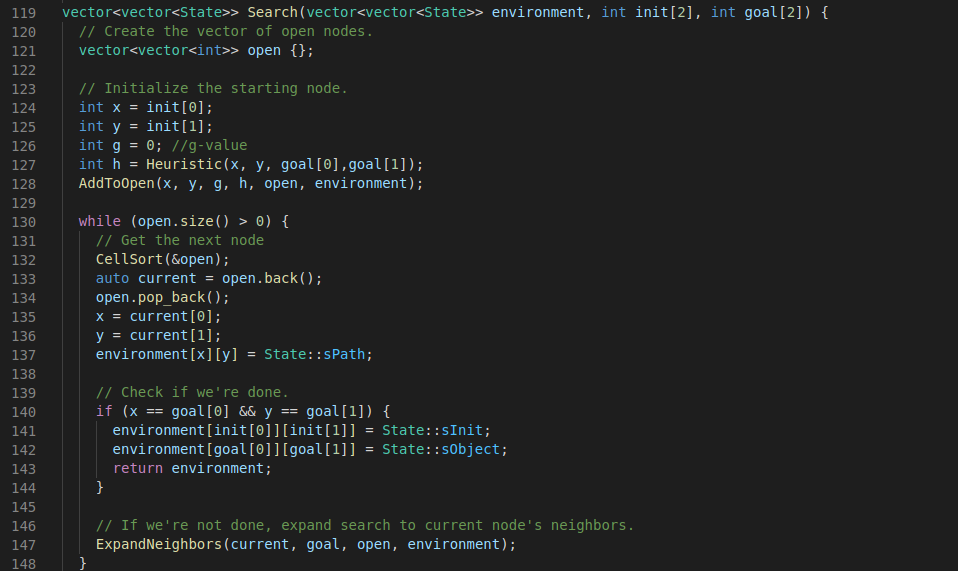 119 vector<vector<State>> Search(vector<vector<State>> environment, int init[2], int goal[2]) {
120 // Create the vector of open nodes.
121 vector<vector<int>> open {};
122
123 // Initialize the starting node.
124 int x = init[0];
125 int y = init[1];
126 int g = 0; //g-value
127 int h = Heuristic(x, y, goal[0],goal[1]);
128 AddToOpen(x, y, g, h, open, environment);
129
130 while (open.size() > 0) {
131 // Get the next node
132 CellSort(&open);
133 auto current = open.back();
134 open.pop_back();
135 x = current[0];
136 y = current[1];
137 environment[x][y] = State::sPath;
138
139 // Check if we're done.
140 if (x == goal[0] && y == goal[1]) {
141 environment[init[0]][init[1]] = State::sInit;
142 environment[goal[0]][goal[1]] = State::sObject;
143 return environment;
144 }
145
146 // If we're not done, expand search to current node's neighbors.
147 ExpandNeighbors(current, goal, open, environment);
148 }